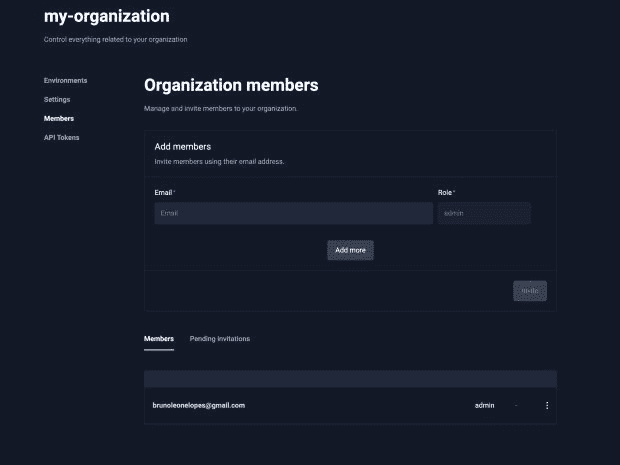 my-organization
Control everything related to your organization
Environments
Settings
Members
API Tokens
Organization members
Manage and invite members to your organization.
Add members
Invite members using their email address.
Email* Role*
Email admin
Add more
Invite
Members Pending invitations
brunoleonelopes@gmail.com admin -